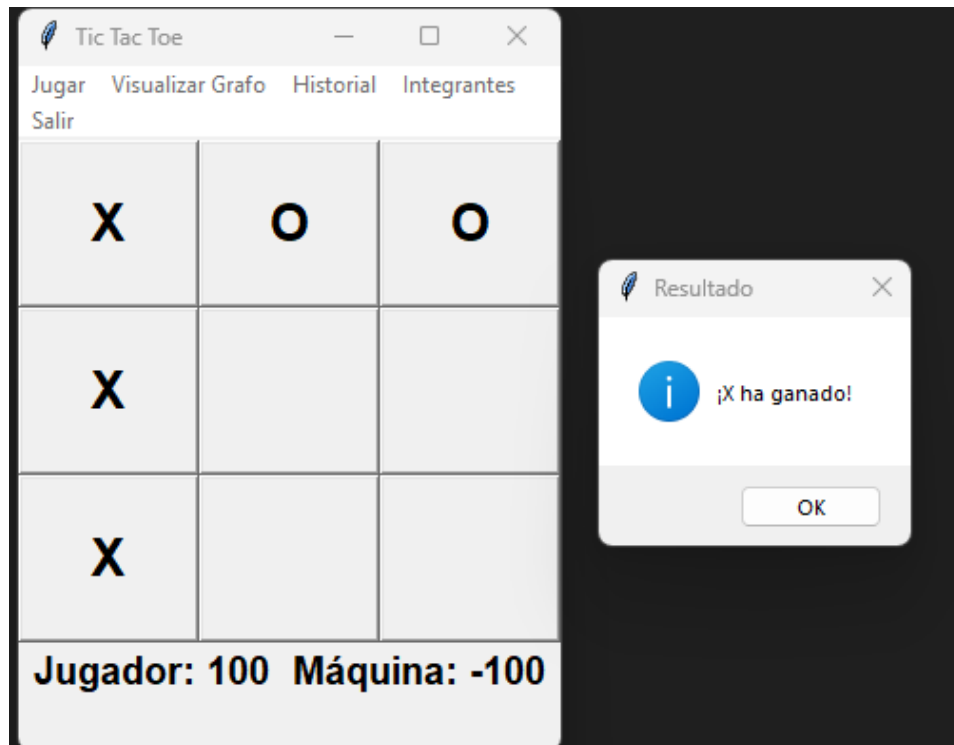 Tic Tac Toe
Jugar Visualizar Grafo Historial Integrantes
Salir
X O O
X
X
Jugador: 100 Máquina: -100
Resultado
¡X ha ganado!
OK